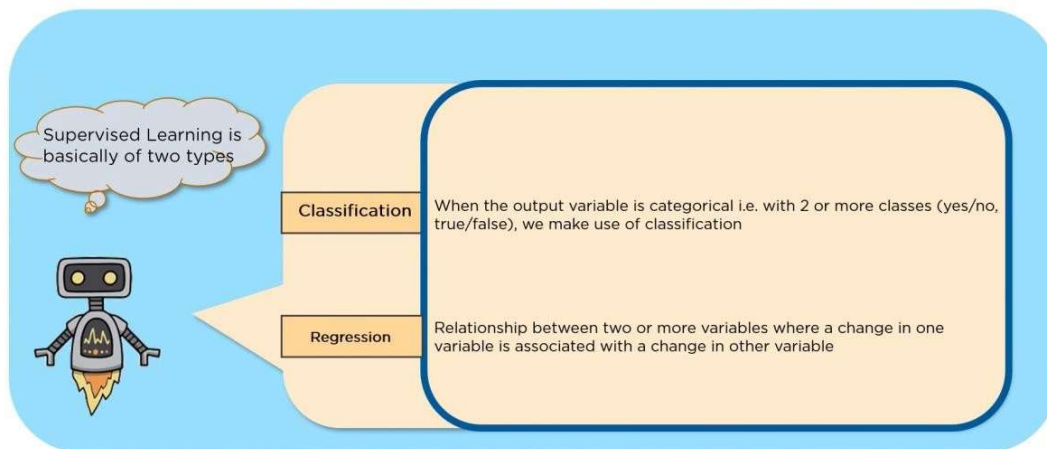 Supervised Learning is
basically of two types
Classification
When the output variable is categorical i.e. with 2 or more classes (yes/no,
true/false), we make use of classification
Regression
Relationship between two or more variables where a change in one
variable is associated with a change in other variable